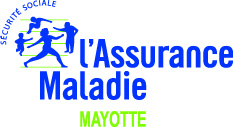 SÉCURITÉ SOCIALE
l'Assurance
Maladie
MAYOTTE